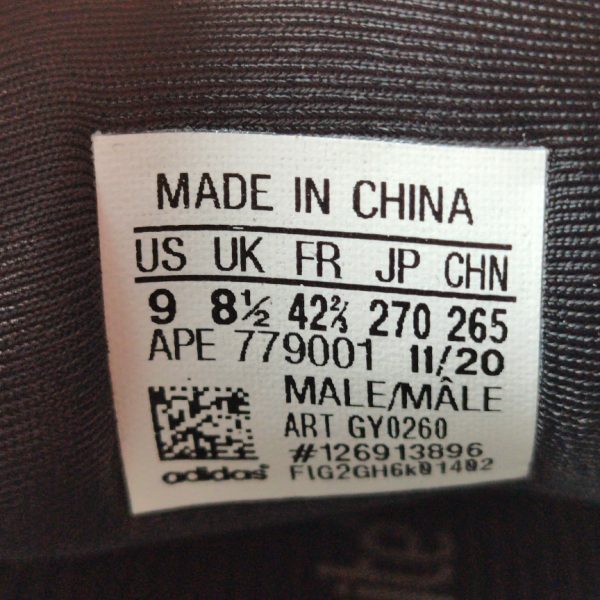 MADE IN CHINA
US UK FR JP CHN
9 8½ 42⅔ 270 265
APE 779001 11/20
MALE/MÂLE
ART GY0260
#126913896
adidas
FlG2GH6k01402